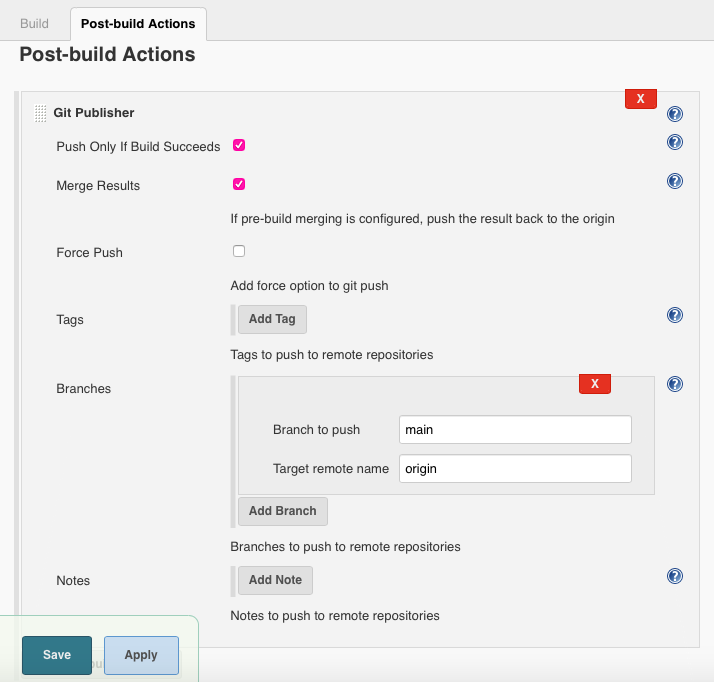 Build
Post-build Actions
Post-build Actions
X
Git Publisher
?
Push Only If Build Succeeds
?
Merge Results
?
If pre-build merging is configured, push the result back to the origin
Force Push
Add force option to git push
Tags
Add Tag
?
Tags to push to remote repositories
Branches
X
?
Branch to push
main
Target remote name
origin
Add Branch
Branches to push to remote repositories
Notes
Add Note
?
Notes to push to remote repositories
Save
Apply